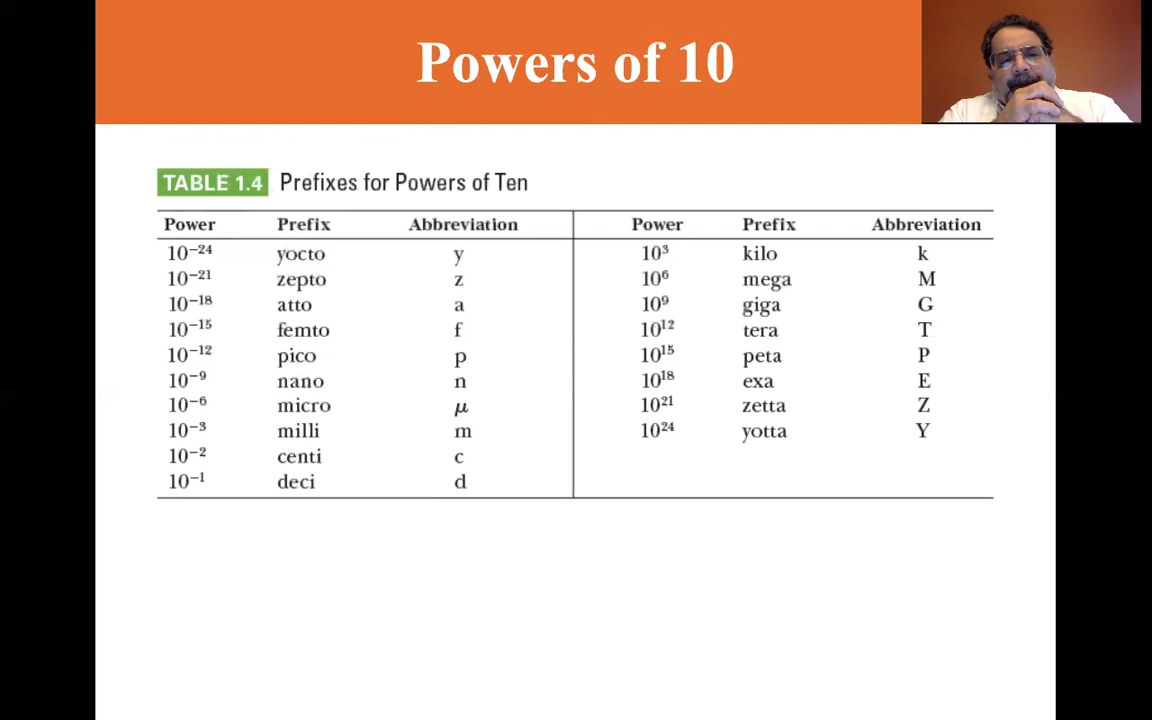 Powers of 10
TABLE 1.4 Prefixes for Powers of Ten
Power Prefix Abbreviation Power Prefix Abbreviation
10⁻²⁴ yocto y 10³ kilo k
10⁻²¹ zepto z 10⁶ mega M
10⁻¹⁸ atto a 10⁹ giga G
10⁻¹⁵ femto f 10¹² tera T
10⁻¹² pico p 10¹⁵ peta P
10⁻⁹ nano n 10¹⁸ exa E
10⁻⁶ micro μ 10²¹ zetta Z
10⁻³ milli m 10²⁴ yotta Y
10⁻² centi c
10⁻¹ deci d